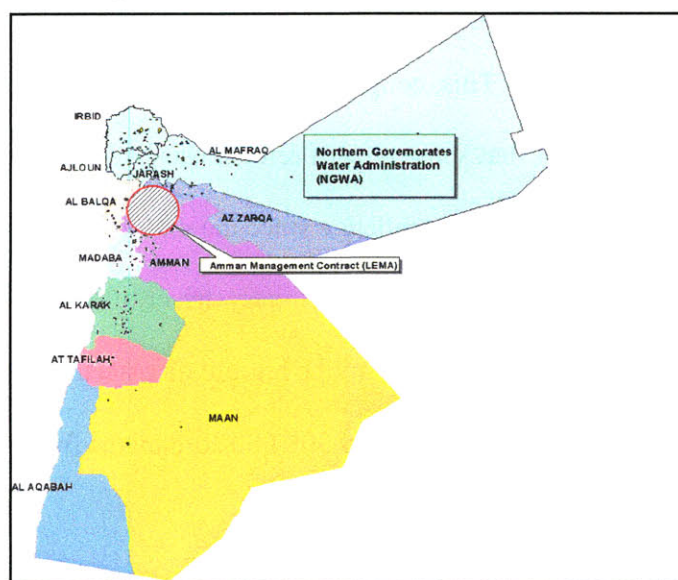 IRBID
AL MAFRAQ
Northern Governorates
Water Administration
(NGWA)
AJLOUN
JARASH
AL BALQA
AZ ZARQA
MADABA
AMMAN
Amman Management Contract (LEMA)
AL KARAK
AT TAFILAH
MAAN
AL AQABAH